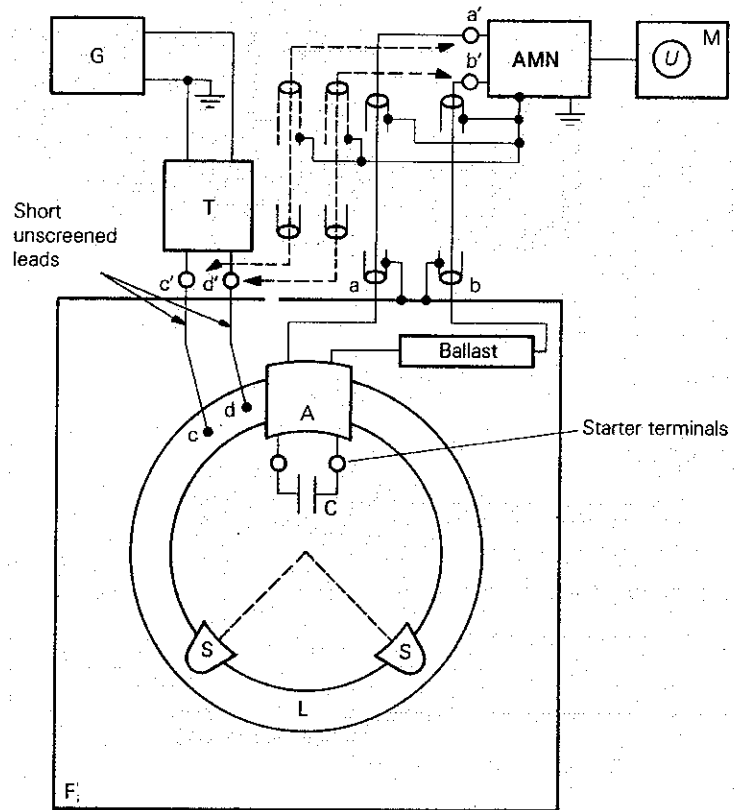 a′
G
b′
AMN
U
M
T
Short
unscreened
leads
c′
d′
a
b
Ballast
A
d
c
Starter terminals
C
S
S
L
F